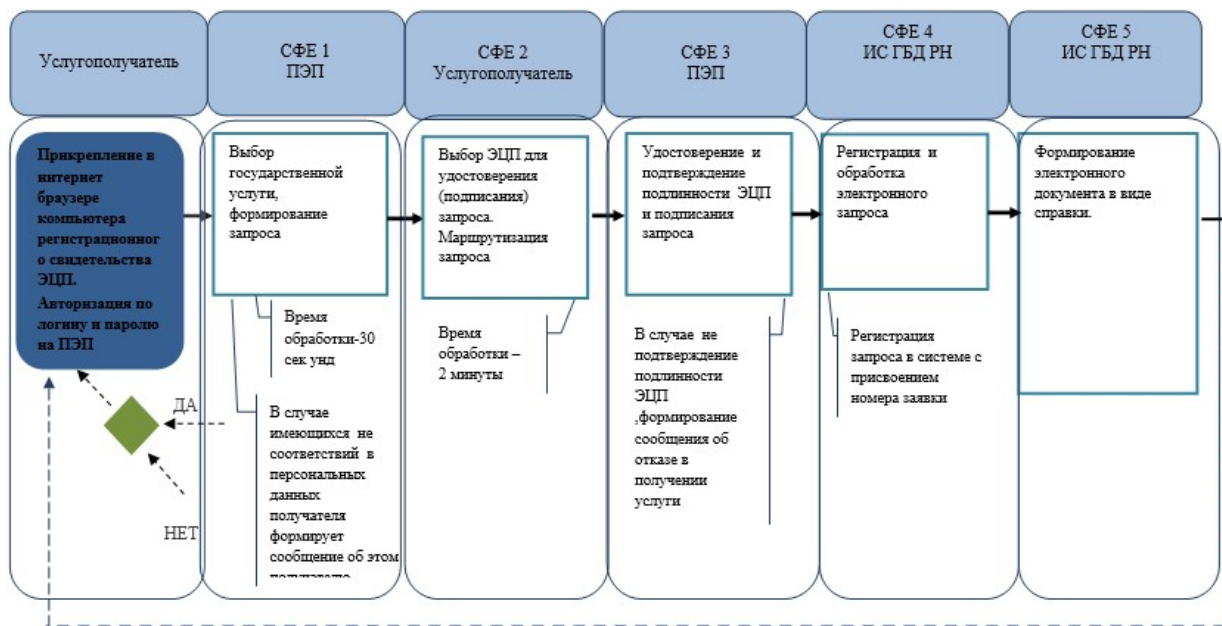 Услугополучатель
СФЕ 1
ПЭП
СФЕ 2
Услугополучатель
СФЕ 3
ПЭП
СФЕ 4
ИС ГБД РН
СФЕ 5
ИС ГБД РН
Прикрепление в
интернет
браузере
компьютера
регистрационног
о свидетельства
ЭЦП.
Авторизация по
логину и паролю
на ПЭП
ДА
НЕТ
Выбор
государственной
услуги,
формирование
запроса
Время
обработки-30
сек унд
В случае
имеющихся не
соответствий в
персональных
данных
получателя
формирует
сообщение об этом
Выбор ЭЦП для
удостоверения
(подписания)
запроса.
Маршрутизация
запроса
Время
обработки –
2 минуты
Удостоверение и
подтверждение
подлинности ЭЦП
и подписания
запроса
В случае не
подтверждение
подлинности
ЭЦП
,формирование
сообщения об
отказе в
получении
услуги
Регистрация и
обработка
электронного
запроса
Регистрация
запроса в системе с
присвоением
номера заявки
Формирование
электронного
документа в виде
справки.